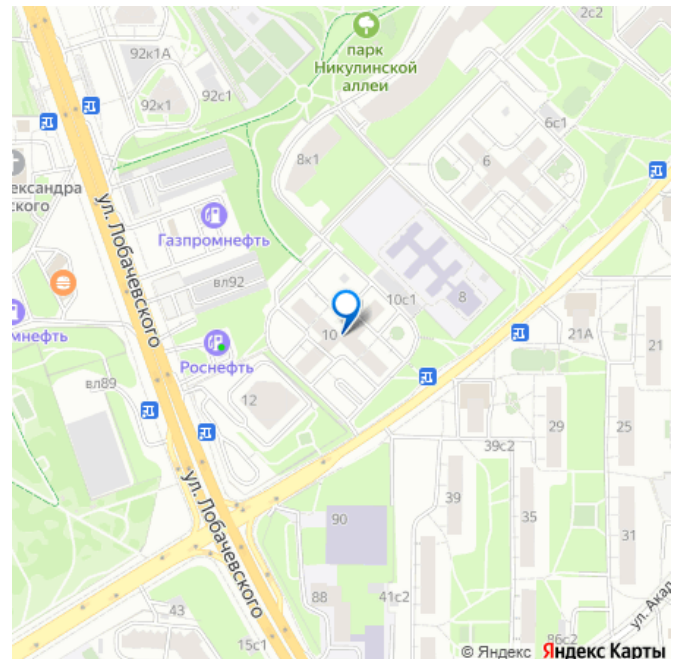 2с2
92к1А
парк
Никулинской
аллеи
92к1
92с1
6с1
6
8к1
ександра
ского
ул. Лобачевского
Газпромнефть
вл92
10с1
8
10
мнефть
Роснефть
21А
21
вл89
12
29
25
39с2
39
35
31
ул. Лобачевского
90
88
41с2
43
15с1
86с2
ул. Акад
© Яндекс Яндекс Карты